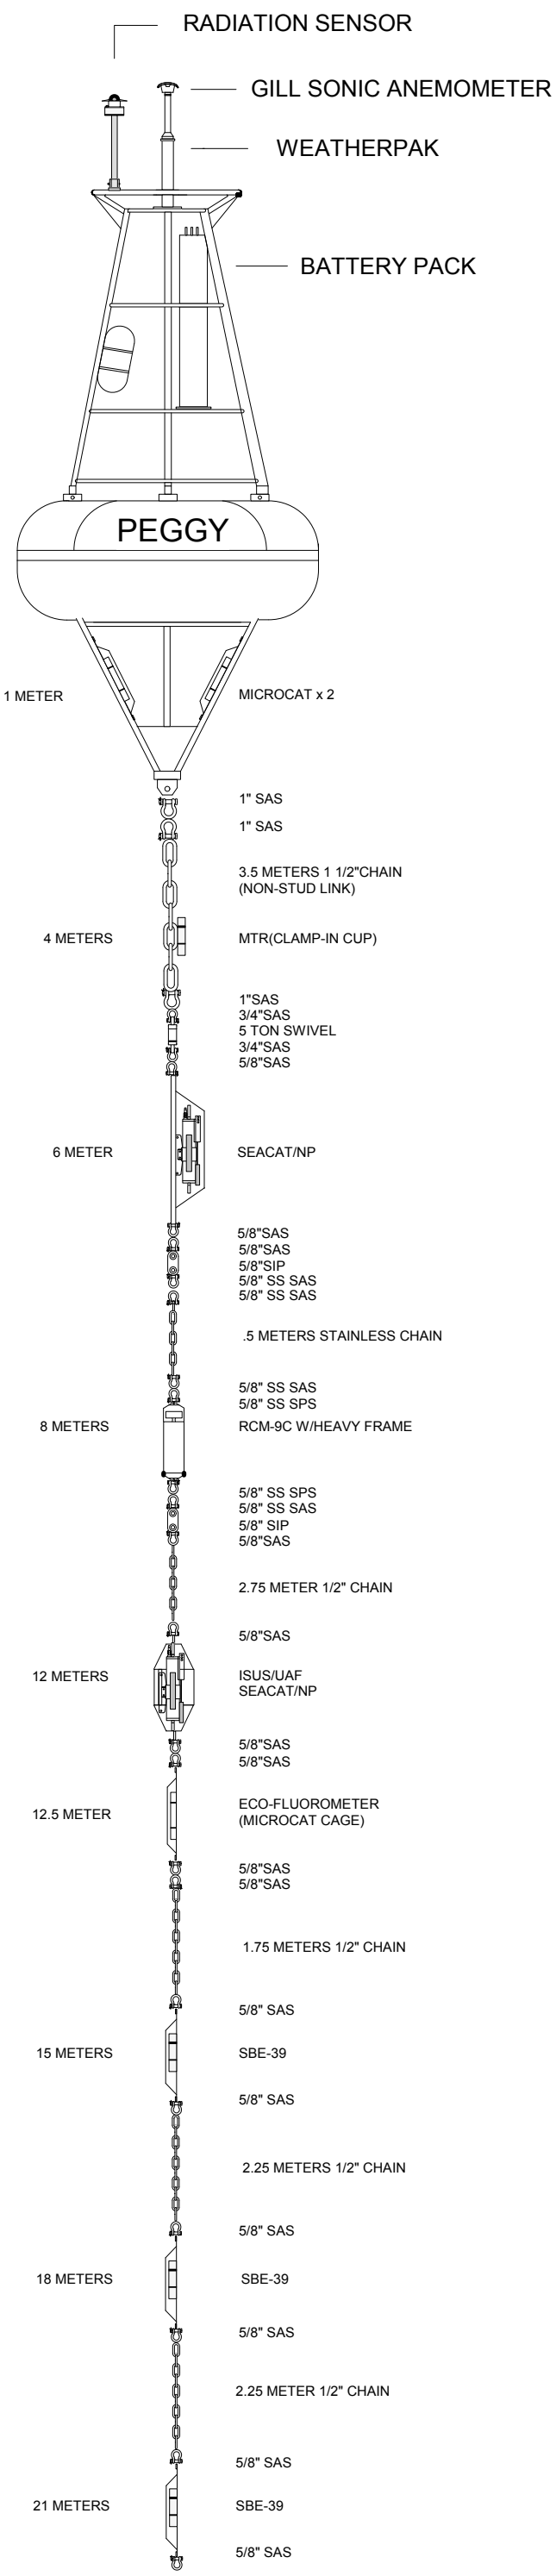 RADIATION SENSOR
GILL SONIC ANEMOMETER
WEATHERPAK
BATTERY PACK
PEGGY
1 METER
MICROCAT x 2
1" SAS
1" SAS
3.5 METERS 1 1/2"CHAIN
(NON-STUD LINK)
4 METERS
MTR(CLAMP-IN CUP)
1"SAS
3/4"SAS
5 TON SWIVEL
3/4"SAS
5/8"SAS
6 METER
SEACAT/NP
5/8"SAS
5/8"SAS
5/8"SIP
5/8" SS SAS
5/8" SS SAS
.5 METERS STAINLESS CHAIN
5/8" SS SAS
5/8" SS SPS
8 METERS
RCM-9C W/HEAVY FRAME
5/8" SS SPS
5/8" SS SAS
5/8" SIP
5/8"SAS
2.75 METER 1/2" CHAIN
5/8"SAS
12 METERS
ISUS/UAF
SEACAT/NP
5/8"SAS
5/8"SAS
12.5 METER
ECO-FLUOROMETER
(MICROCAT CAGE)
5/8"SAS
5/8"SAS
1.75 METERS 1/2" CHAIN
5/8" SAS
15 METERS
SBE-39
5/8" SAS
2.25 METERS 1/2" CHAIN
5/8" SAS
18 METERS
SBE-39
5/8" SAS
2.25 METER 1/2" CHAIN
5/8" SAS
21 METERS
SBE-39
5/8" SAS